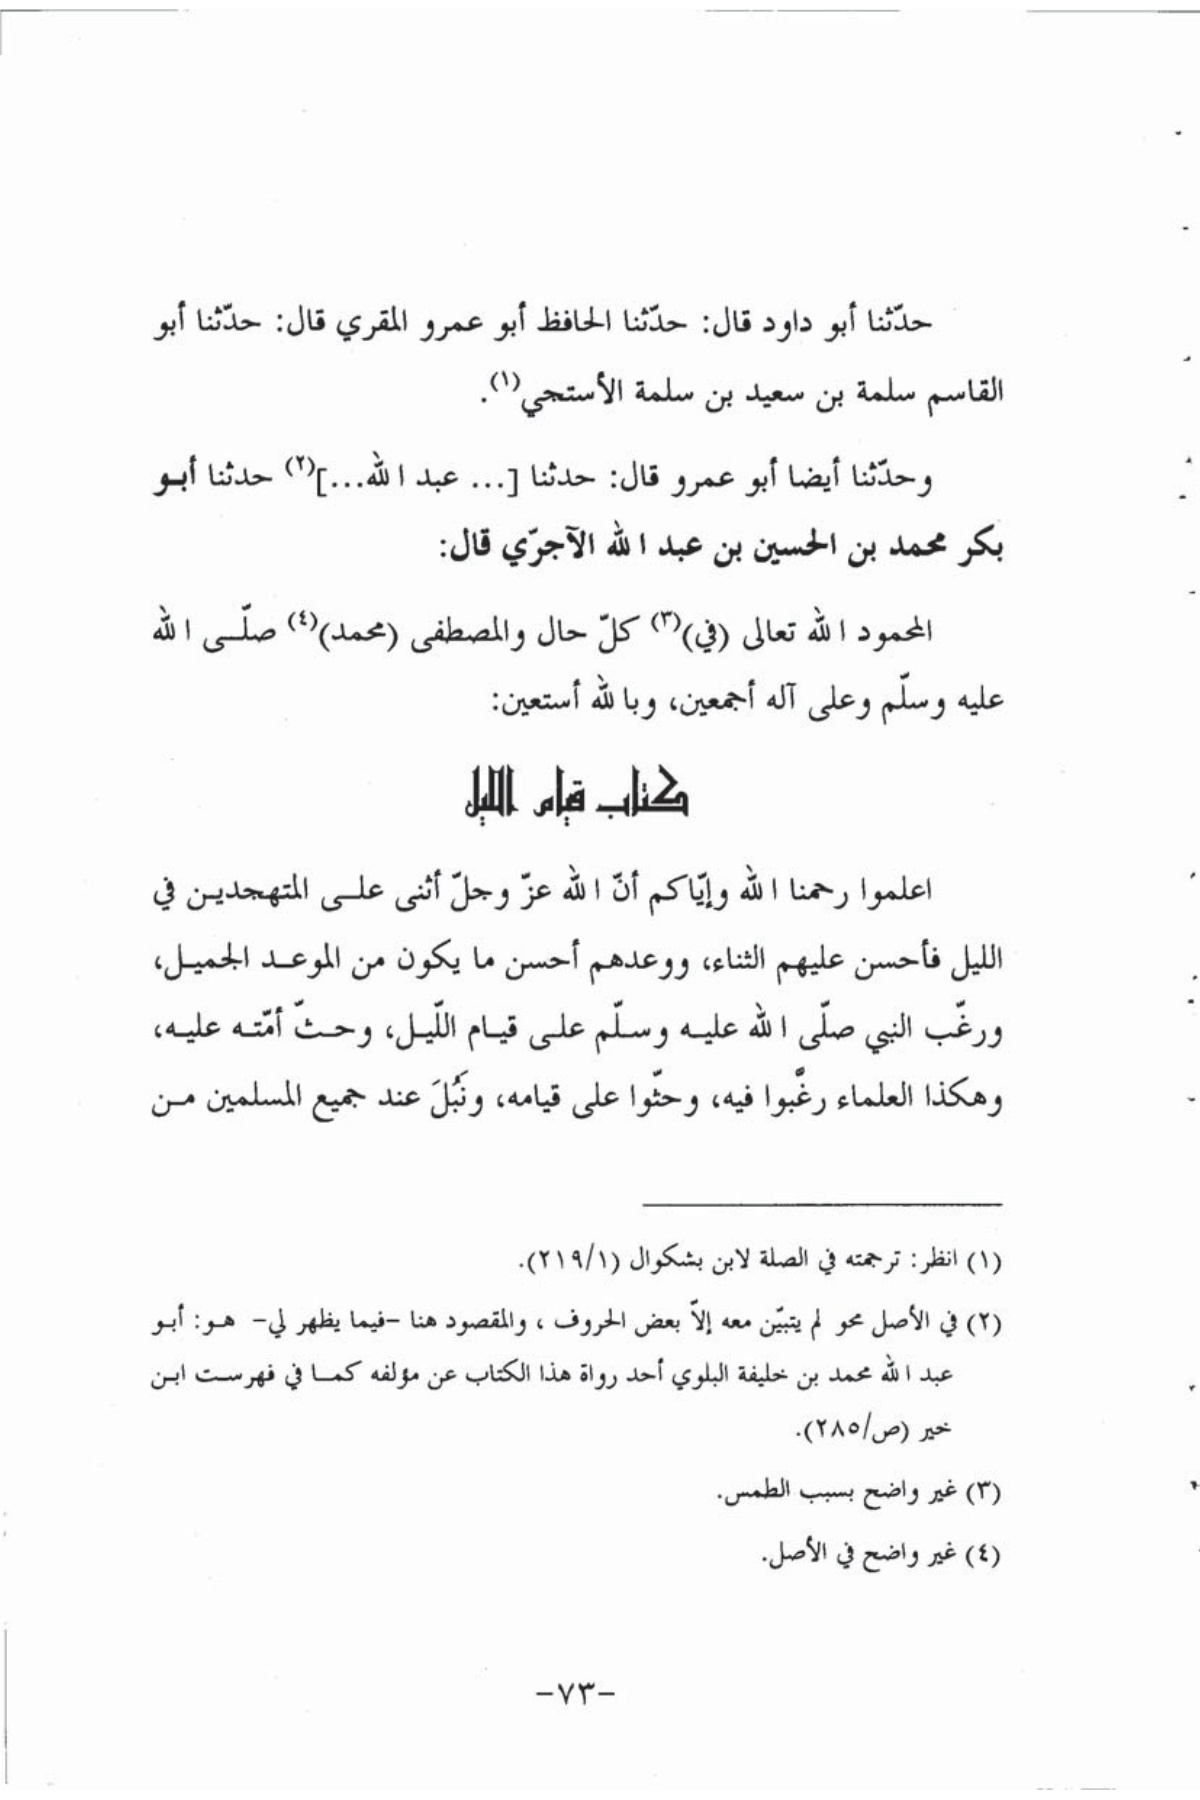 حدّثنا أبو داود قال: حدّثنا الحافظ أبو عمرو المقري قال: حدّثنا أبو
القاسم سلمة بن سعيد بن سلمة الأستجي(١).
وحدّثنا أيضا أبو عمرو قال: حدثنا [... عبد الله...](٢) حدثنا أبو
بكر محمد بن الحسين بن عبد الله الآجرّي قال:
المحمود الله تعالى (في)(٣) كلّ حال والمصطفى (محمد)(٤) صلّى الله
عليه وسلّم وعلى آله أجمعين، وبالله أستعين:
كتاب قيام الليل
اعلموا رحمنا الله وإيّاكم أنّ الله عزّ وجلّ أثنى على المتهجدين في
الليل فأحسن عليهم الثناء، ووعدهم أحسن ما يكون من الموعد الجميل،
ورغّب النبي صلّى الله عليه وسلّم على قيام اللّيل، وحثّ أمّته عليه،
وهكذا العلماء رغَّبوا فيه، وحثّوا على قيامه، ونَبُلَ عند جميع المسلمين من
(١) انظر: ترجمته في الصلة لابن بشكوال (٢١٩/١).
(٢) في الأصل محو لم يتبيّن معه إلاّ بعض الحروف ، والمقصود هنا -فيما يظهر لي- هو: أبو
عبد الله محمد بن خليفة البلوي أحد رواة هذا الكتاب عن مؤلفه كما في فهرست ابن
خير (ص/٢٨٥).
(٣) غير واضح بسبب الطمس.
(٤) غير واضح في الأصل.
-٧٣-